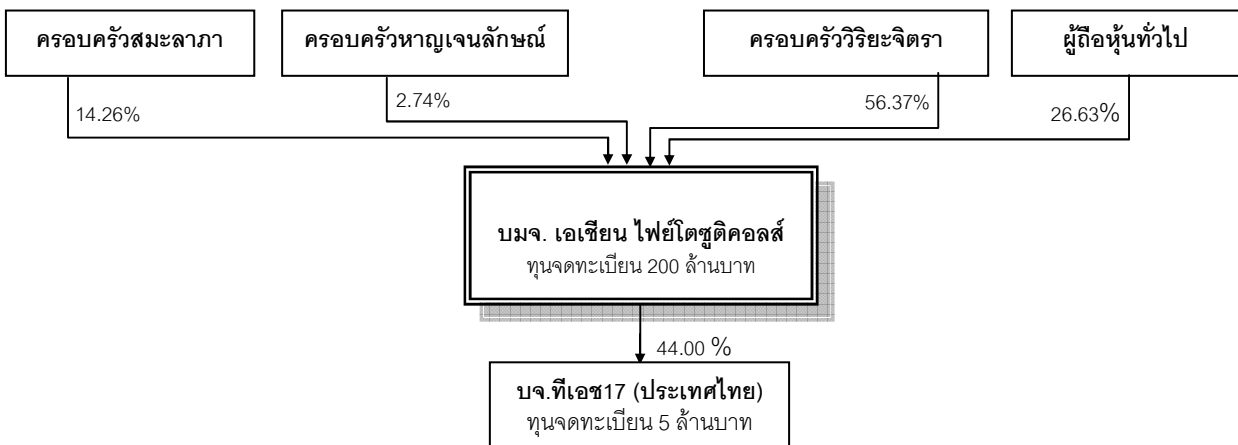 ครอบครัวสมะลาภา
ครอบครัวหาญเจนลักษณ์
ครอบครัววิริยะจิตรา
ผู้ถือหุ้นทั่วไป
14.26%
2.74%
56.37%
26.63%
บมจ. เอเชียน ไฟย์โตซูติคอลส์
ทุนจดทะเบียน 200 ล้านบาท
44.00 %
บจ.ทีเอช17 (ประเทศไทย)
ทุนจดทะเบียน 5 ล้านบาท